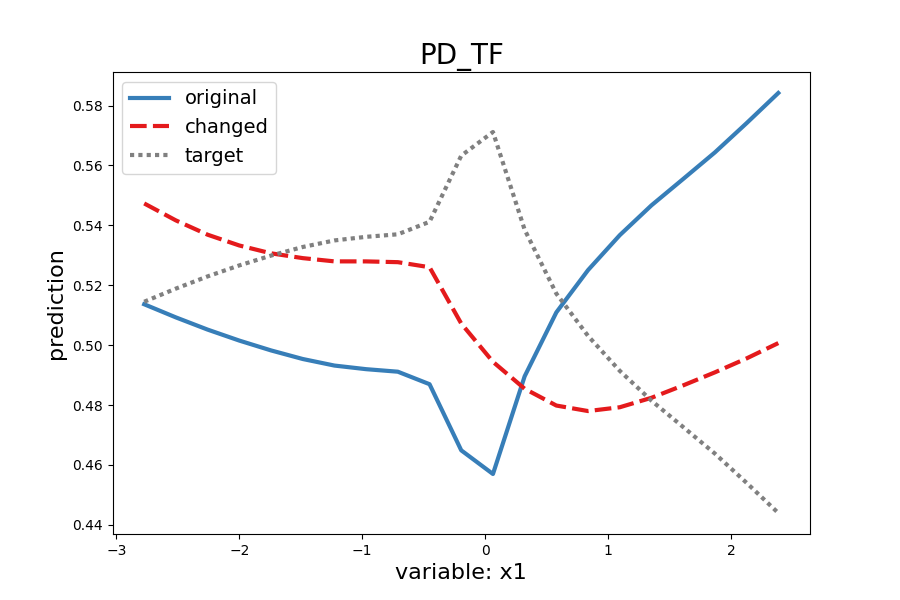 PD_TF
original
changed
target
prediction
0.58
0.56
0.54
0.52
0.50
0.48
0.46
0.44
−3 −2 −1 0 1 2
variable: x1